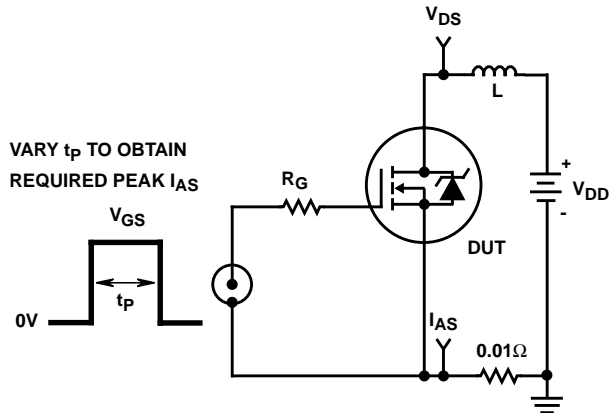 V_DS
L
VARY t_P TO OBTAIN
REQUIRED PEAK I_AS
+
V_DD
-
R_G
V_GS
DUT
t_P
0V
I_AS
0.01Ω